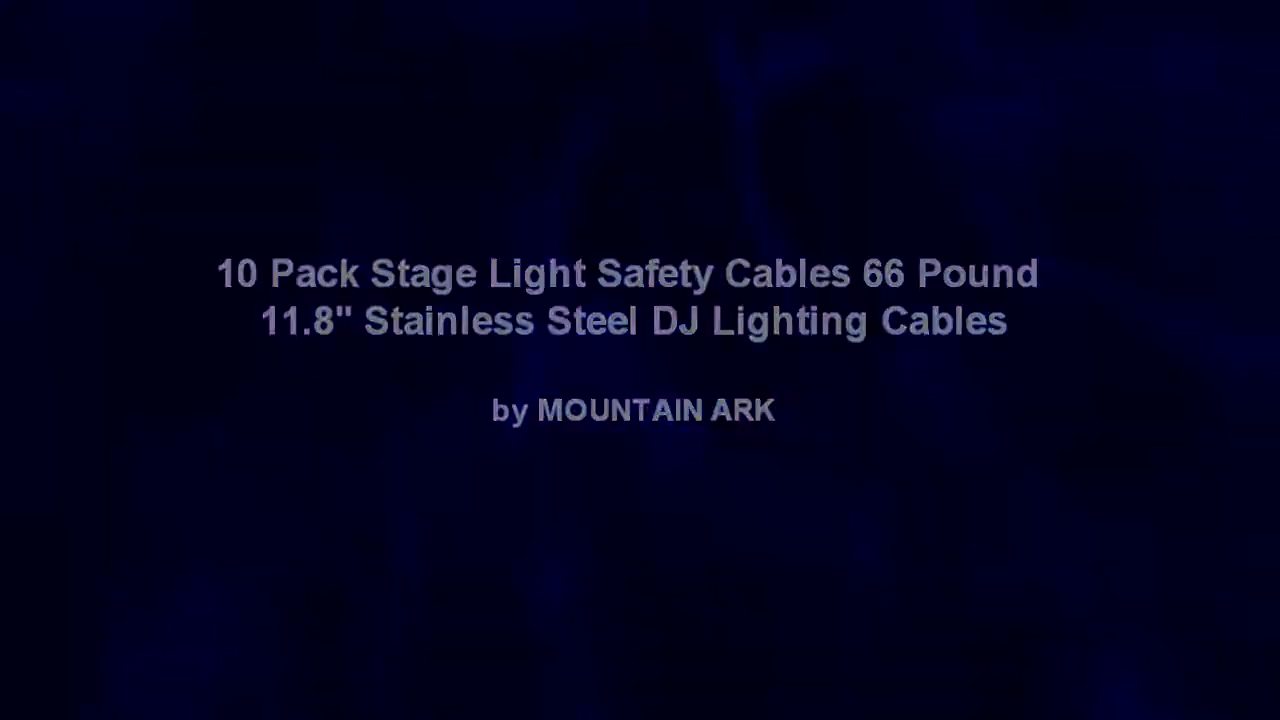 10 Pack Stage Light Safety Cables 66 Pound
11.8" Stainless Steel DJ Lighting Cables
by MOUNTAIN ARK